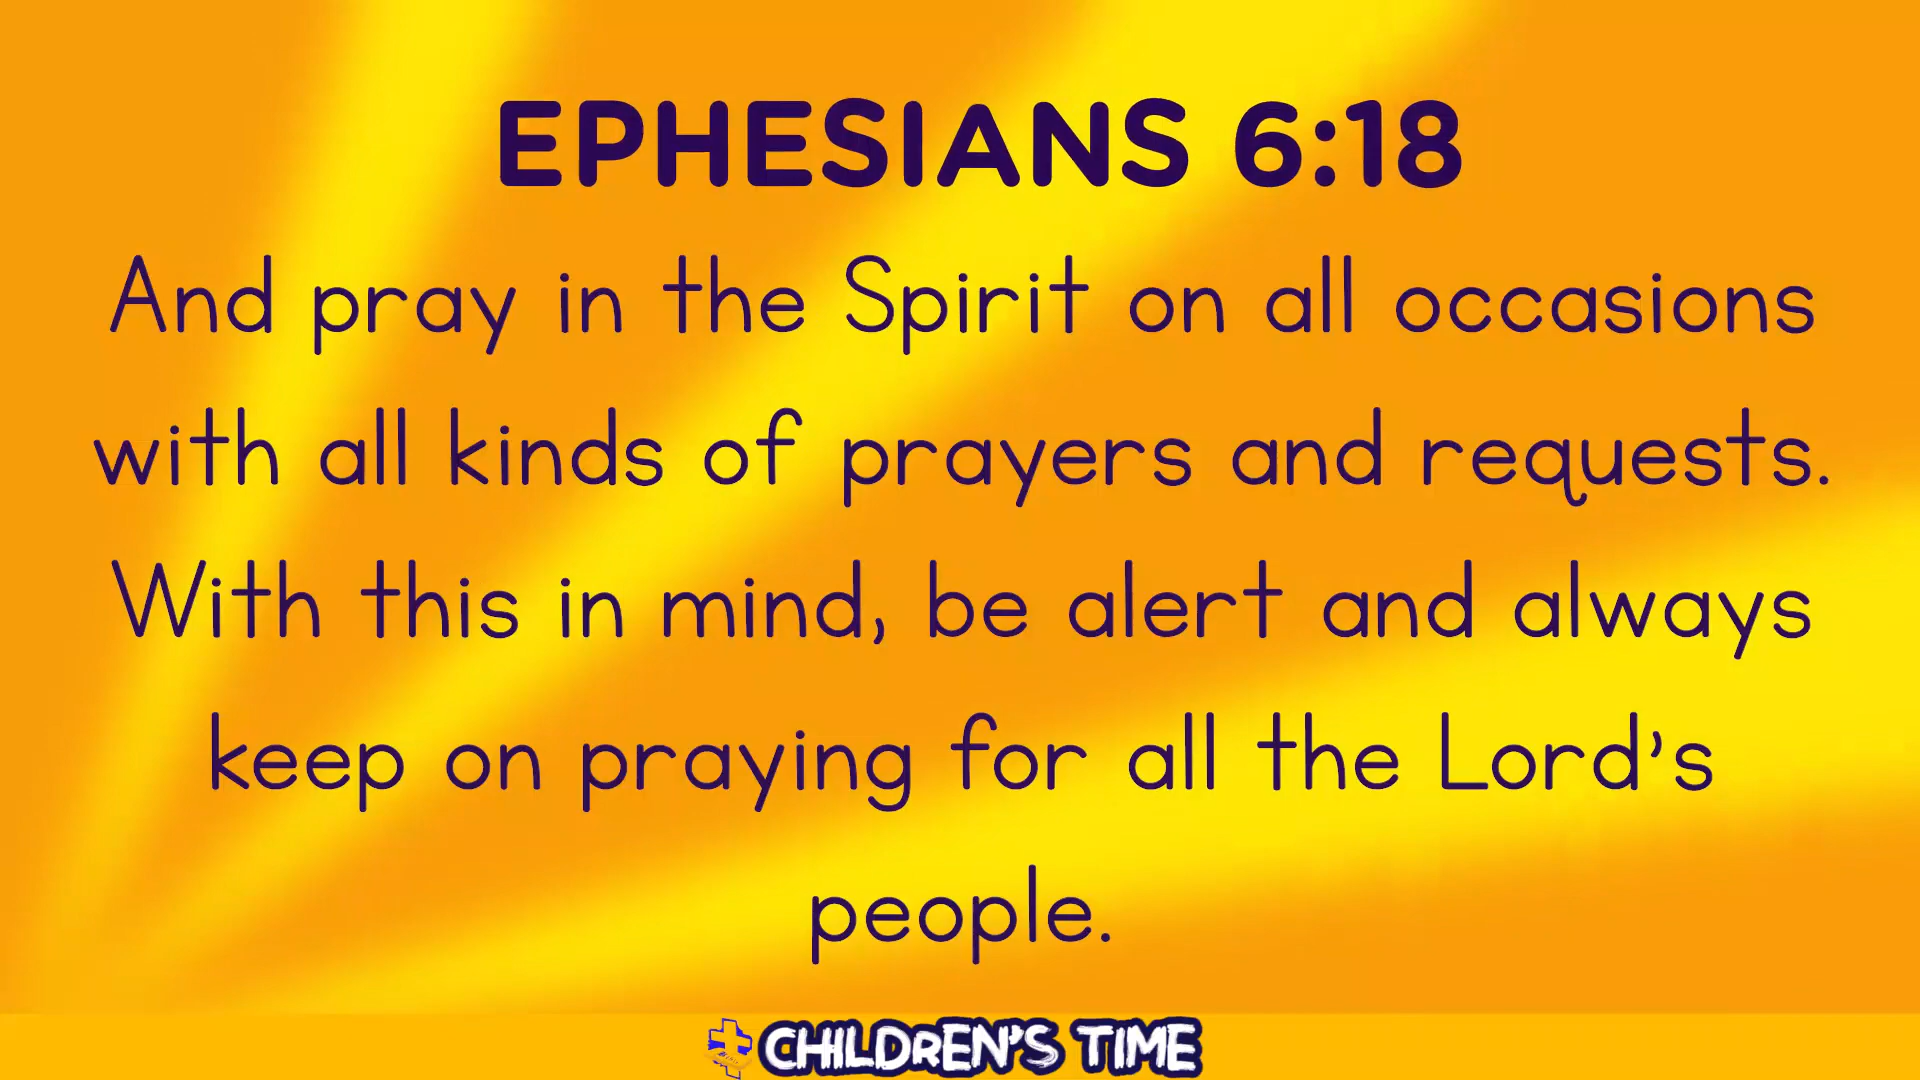 EPHESIANS 6:18
And pray in the Spirit on all occasions
with all kinds of prayers and requests.
With this in mind, be alert and always
keep on praying for all the Lord's
people.
CHILDREN'S TIME